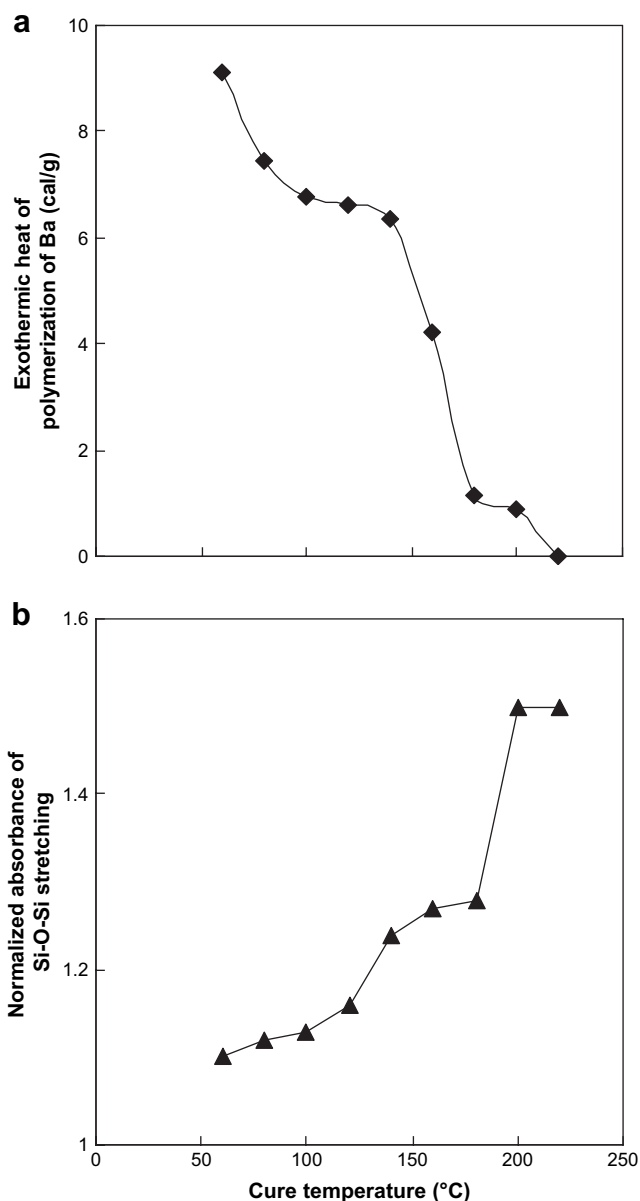 a
10
8
6
4
2
0
Exothermic heat of
polymerization of Ba (cal/g)
b
1.6
1.4
1.2
1
Normalized absorbance of
Si-O-Si stretching
0 50 100 150 200 250
Cure temperature (°C)